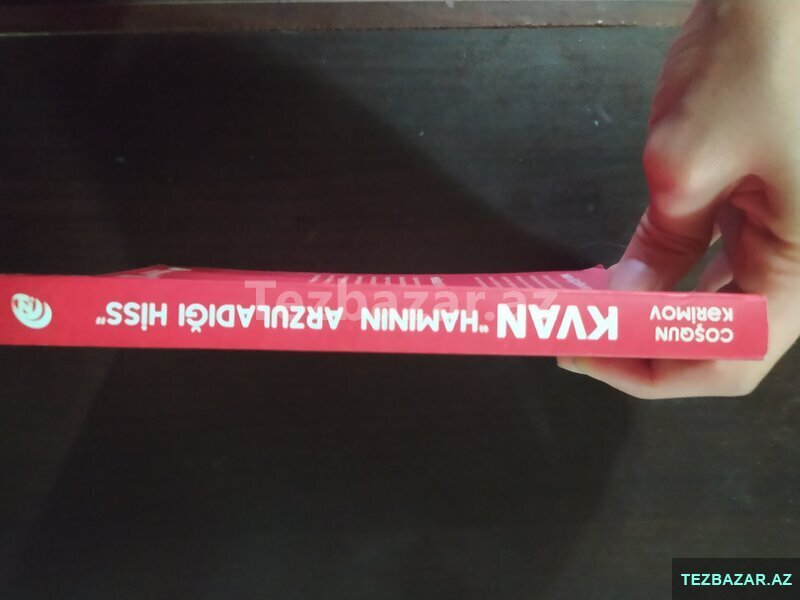 COŞQUN
KƏRİMOV
KVAN "HAMININ ARZULADIĞI HİSS"
Tezbazar.az
TEZBAZAR.AZ